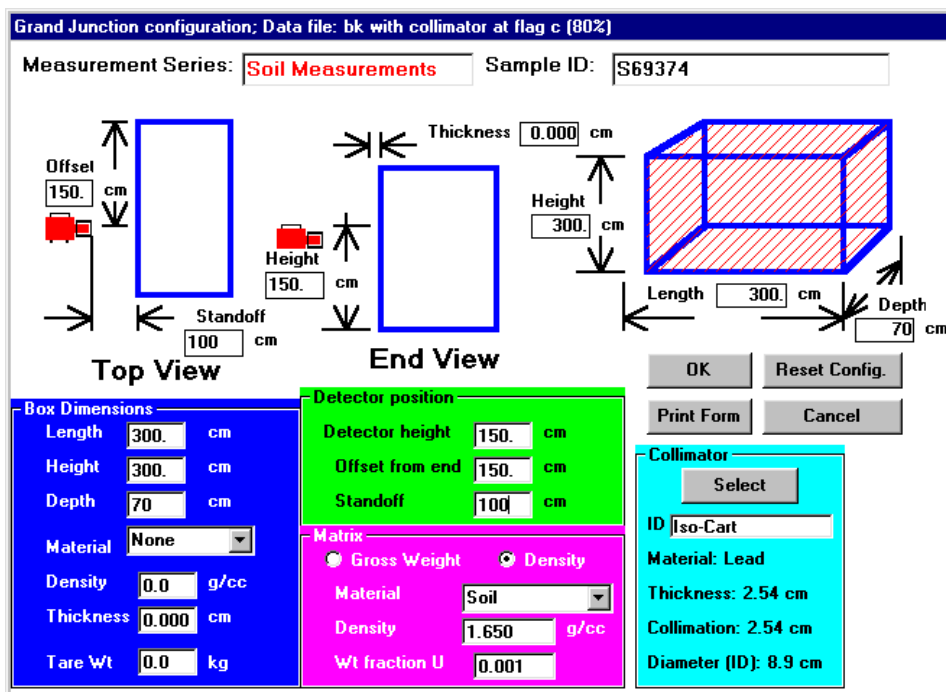 Grand Junction configuration; Data file: bk with collimator at flag c (80%)
Measurement Series: Soil Measurements Sample ID: S69374
Offset
150. cm
Standoff
100 cm
Top View
Thickness 0.000 cm
Height
150. cm
End View
Height
300. cm
Length 300. cm
Depth
70 cm
OK Reset Config.
Print Form Cancel
Box Dimensions
Length 300. cm
Height 300. cm
Depth 70 cm
Material None
Density 0.0 g/cc
Thickness 0.000 cm
Tare Wt 0.0 kg
Detector position
Detector height 150. cm
Offset from end 150. cm
Standoff 100 cm
Matrix
Gross Weight Density
Material Soil
Density 1.650 g/cc
Wt fraction U 0.001
Collimator
Select
ID Iso-Cart
Material: Lead
Thickness: 2.54 cm
Collimation: 2.54 cm
Diameter (ID): 8.9 cm